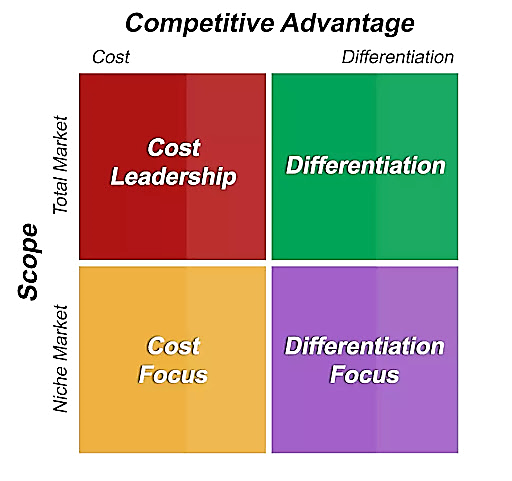 Competitive Advantage
Cost
Differentiation
Scope
Total Market
Cost
Leadership
Differentiation
Niche Market
Cost
Focus
Differentiation
Focus